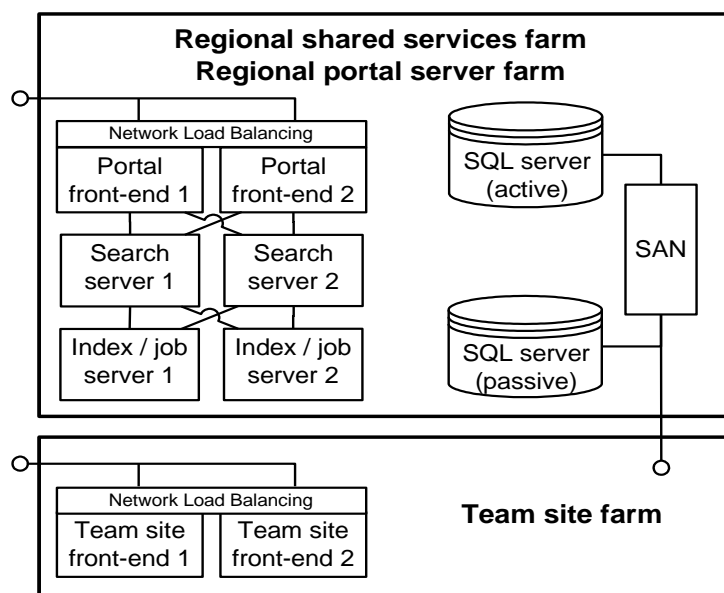 Regional shared services farm
Regional portal server farm
Network Load Balancing
Portal
front-end 1
Portal
front-end 2
Search
server 1
Search
server 2
Index / job
server 1
Index / job
server 2
SQL server
(active)
SAN
SQL server
(passive)
Network Load Balancing
Team site
front-end 1
Team site
front-end 2
Team site farm